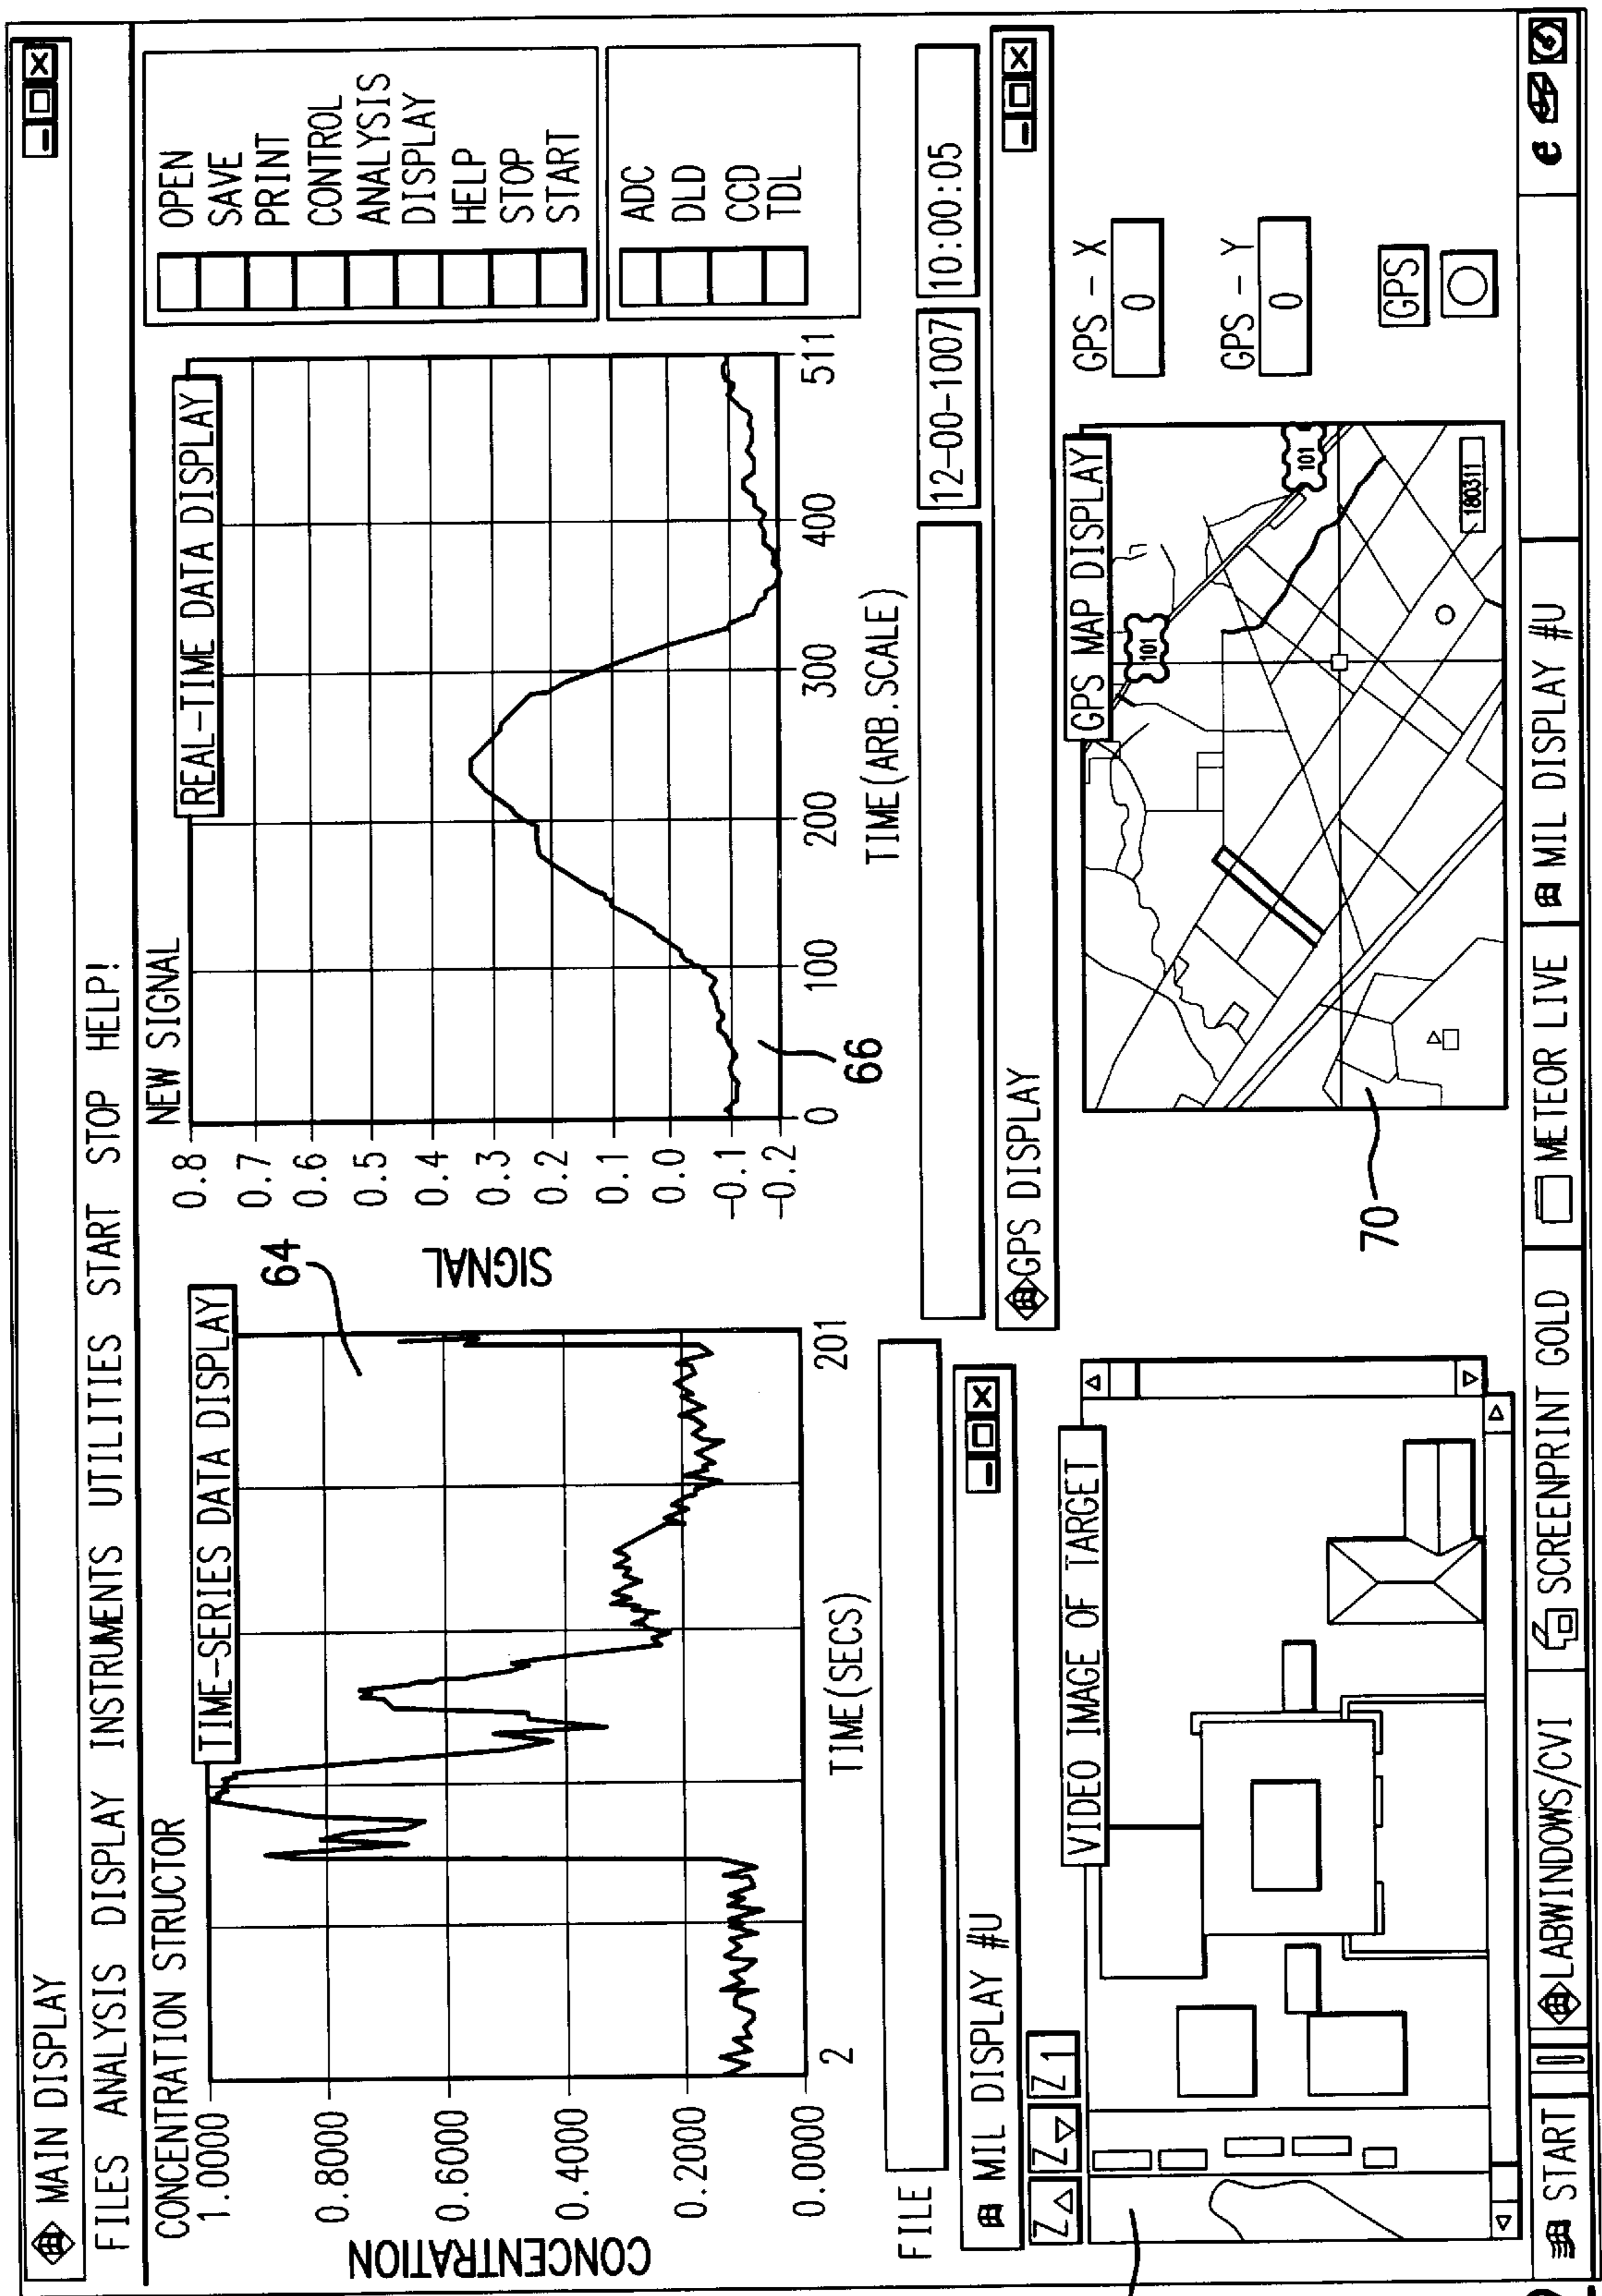 MAIN DISPLAY
FILES ANALYSIS DISPLAY INSTRUMENTS UTILITIES START STOP HELP!
CONCENTRATION STRUCTOR
TIME-SERIES DATA DISPLAY
64
CONCENTRATION
1.0000
0.8000
0.6000
0.4000
0.2000
0.0000
2
201
TIME(SECS)
FILE
NEW SIGNAL
REAL-TIME DATA DISPLAY
SIGNAL
0.8
0.7
0.6
0.5
0.4
0.3
0.2
0.1
0.0
-0.1
-0.2
0
100
200
300
400
511
66
TIME(ARB.SCALE)
OPEN
SAVE
PRINT
CONTROL
ANALYSIS
DISPLAY
HELP
STOP
START
ADC
DLD
CCD
TDL
12-00-1007
10:00:05
MIL DISPLAY #U
Z
Z
Z1
VIDEO IMAGE OF TARGET
GPS DISPLAY
GPS MAP DISPLAY
101
101
180311
70
GPS - X
0
GPS - Y
0
GPS
START
LABWINDOWS/CVI
SCREENPRINT GOLD
METEOR LIVE
MIL DISPLAY #U
e